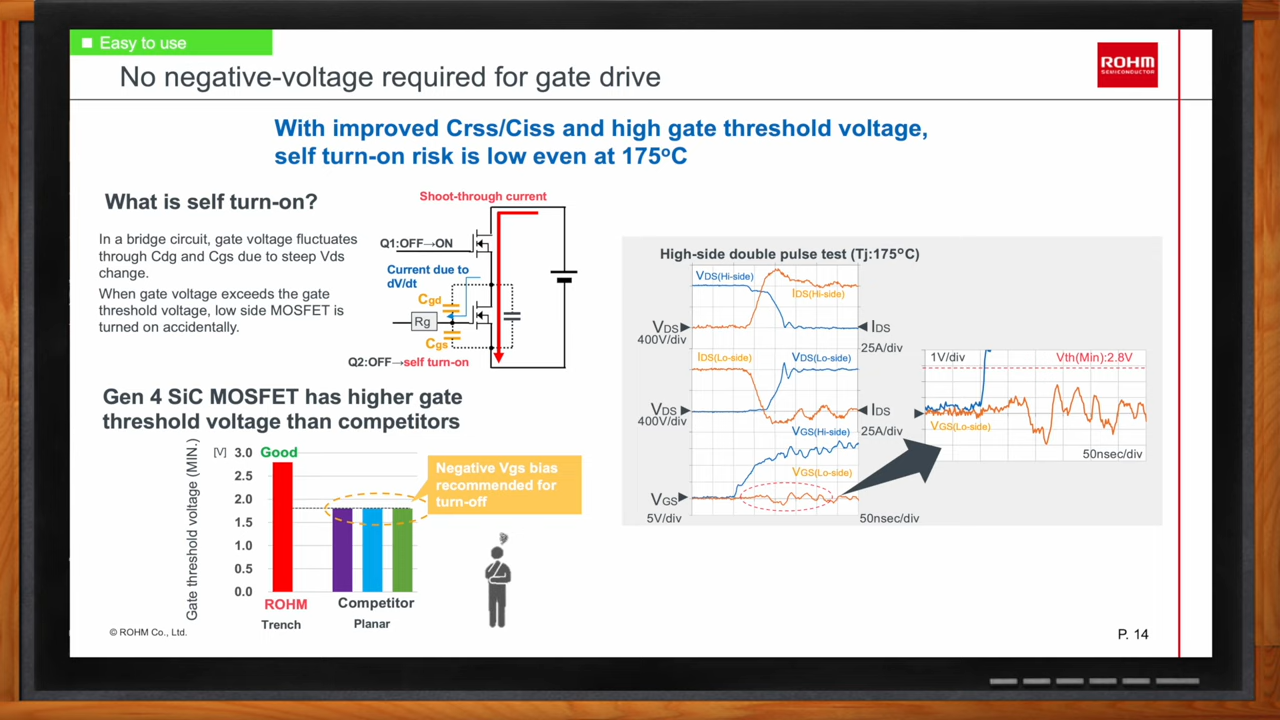 Easy to use
No negative-voltage required for gate drive
ROHM
SEMICONDUCTOR
With improved Crss/Ciss and high gate threshold voltage,
self turn-on risk is low even at 175°C
What is self turn-on?
In a bridge circuit, gate voltage fluctuates
through Cdg and Cgs due to steep Vds
change.
When gate voltage exceeds the gate
threshold voltage, low side MOSFET is
turned on accidentally.
Shoot-through current
Q1:OFF→ON
Current due to
dV/dt
Cgd
Rg
Cgs
Q2:OFF→self turn-on
Gen 4 SiC MOSFET has higher gate
threshold voltage than competitors
Gate threshold voltage (MIN.)
[V]
3.0
2.5
2.0
1.5
1.0
0.5
0.0
Good
Negative Vgs bias
recommended for
turn-off
ROHM
Competitor
Trench
Planar
High-side double pulse test (Tj:175°C)
VDS(Hi-side)
IDS(Hi-side)
VDS
400V/div
IDS
25A/div
IDS(Lo-side)
VDS(Lo-side)
VDS
400V/div
IDS
25A/div
VGS(Hi-side)
VGS(Lo-side)
VGS
5V/div
50nsec/div
1V/div
Vth(Min):2.8V
VGS(Lo-side)
50nsec/div
© ROHM Co., Ltd.
P. 14